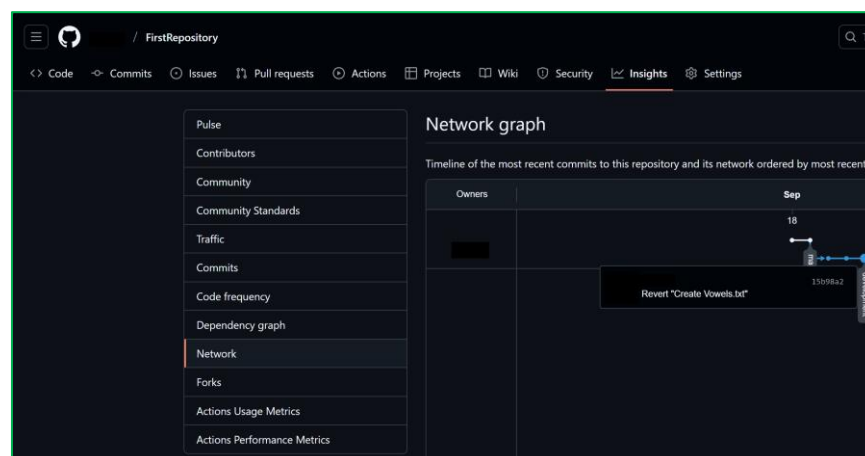 / FirstRepository
Code Commits Issues Pull requests Actions Projects Wiki Security Insights Settings
Pulse
Contributors
Community
Community Standards
Traffic
Commits
Code frequency
Dependency graph
Network
Forks
Actions Usage Metrics
Actions Performance Metrics
Network graph
Timeline of the most recent commits to this repository and its network ordered by most recent
Owners Sep
18
ma
development
15b98a2
Revert "Create Vowels.txt"